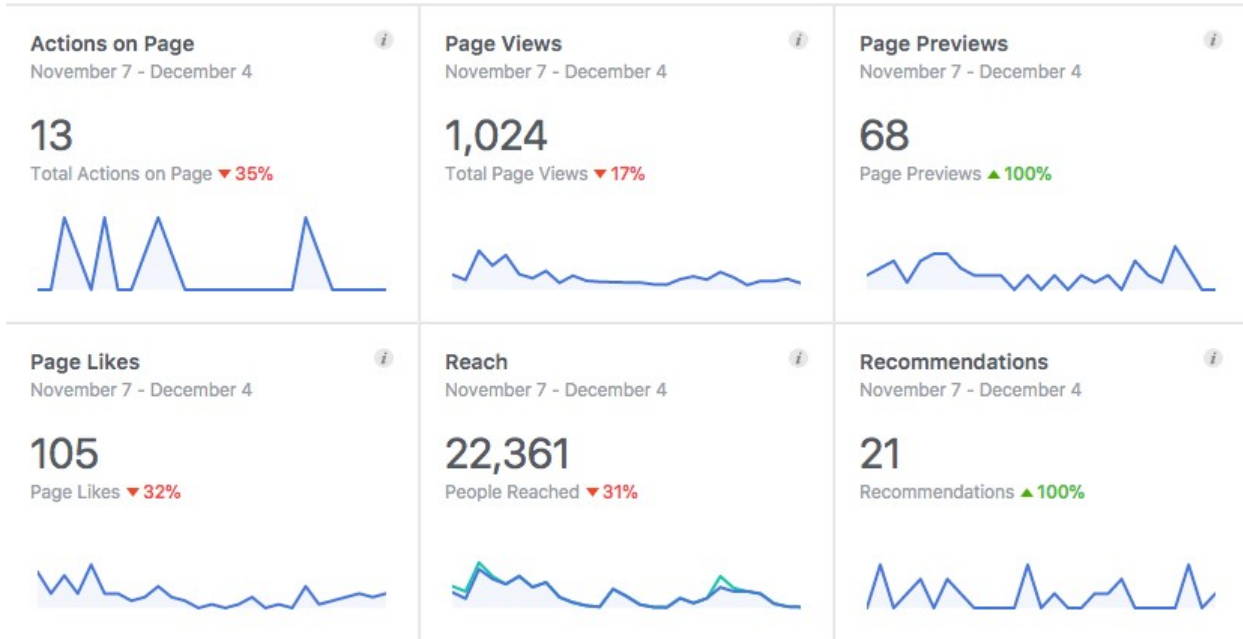 Actions on Page
November 7 - December 4
13
Total Actions on Page ▼ 35%
Page Views
November 7 - December 4
1,024
Total Page Views ▼ 17%
Page Previews
November 7 - December 4
68
Page Previews ▲ 100%
Page Likes
November 7 - December 4
105
Page Likes ▼ 32%
Reach
November 7 - December 4
22,361
People Reached ▼ 31%
Recommendations
November 7 - December 4
21
Recommendations ▲ 100%